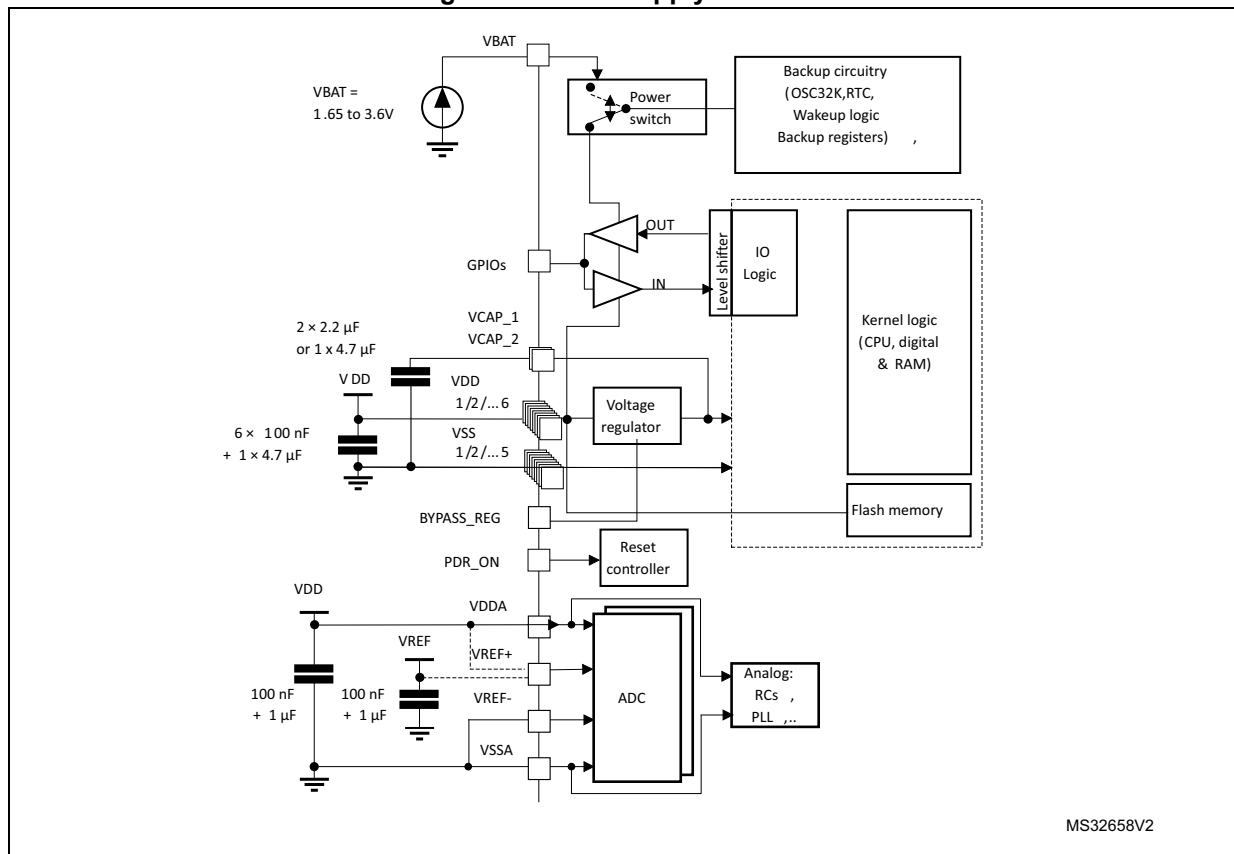 VBAT
VBAT =
1.65 to 3.6V
Power
switch
Backup circuitry
(OSC32K,RTC,
Wakeup logic
Backup registers) ,
OUT
GPIOs
IN
Level shifter
IO
Logic
Kernel logic
(CPU, digital
& RAM)
VCAP_1
VCAP_2
2 × 2.2 μF
or 1 x 4.7 μF
V DD
VDD
1/2/...6
Voltage
regulator
VSS
1/2/...5
6 × 100 nF
+ 1 × 4.7 μF
Flash memory
BYPASS_REG
PDR_ON
Reset
controller
VDD
VDDA
VREF
VREF+
100 nF
+ 1 μF
100 nF
+ 1 μF
VREF-
ADC
Analog:
RCs ,
PLL ,..
VSSA
MS32658V2